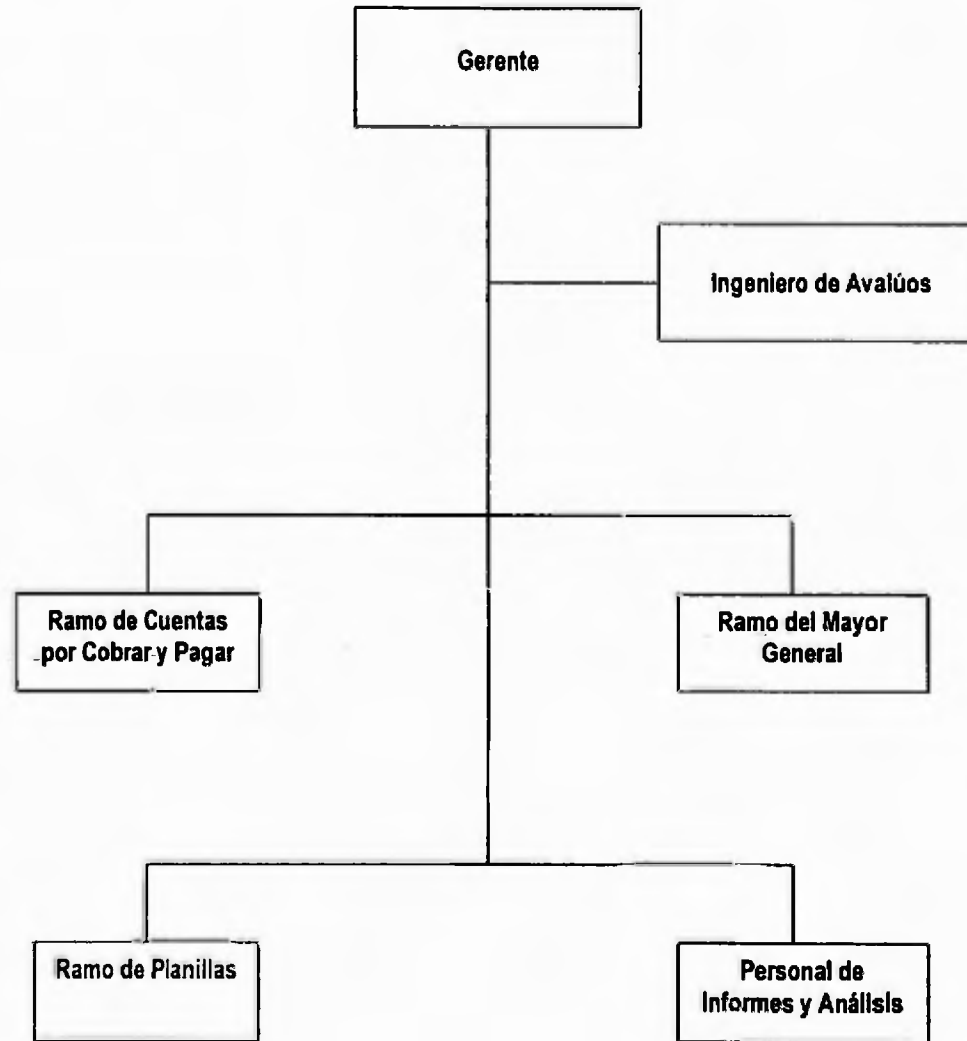 Gerente
Ingeniero de Avalúos
Ramo de Cuentas
por Cobrar y Pagar
Ramo del Mayor
General
Ramo de Planillas
Personal de
Informes y Análisis